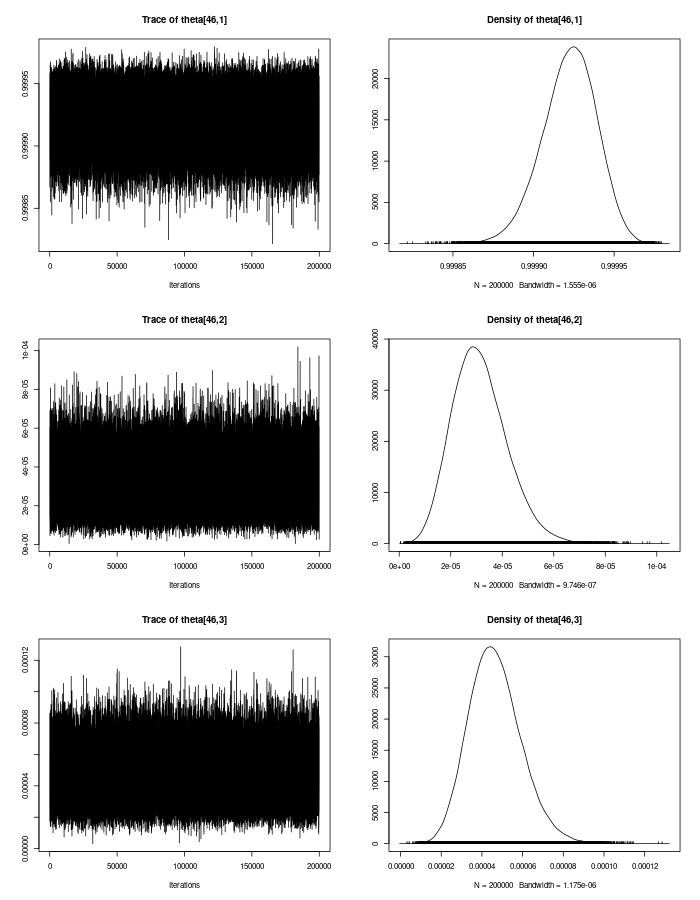 Trace of theta[46,1]
0.99985 0.99990 0.99995
0 50000 100000 150000 200000
Iterations
Density of theta[46,1]
0 5000 10000 15000 20000
0.99985 0.99990 0.99995
N = 200000 Bandwidth = 1.555e-06
Trace of theta[46,2]
0e+00 2e-05 4e-05 6e-05 8e-05 1e-04
0 50000 100000 150000 200000
Iterations
Density of theta[46,2]
0 10000 20000 30000 40000
0e+00 2e-05 4e-05 6e-05 8e-05 1e-04
N = 200000 Bandwidth = 9.746e-07
Trace of theta[46,3]
0.00000 0.00004 0.00008 0.00012
0 50000 100000 150000 200000
Iterations
Density of theta[46,3]
0 5000 10000 15000 20000 25000 30000
0.00000 0.00002 0.00004 0.00006 0.00008 0.00010 0.00012
N = 200000 Bandwidth = 1.175e-06